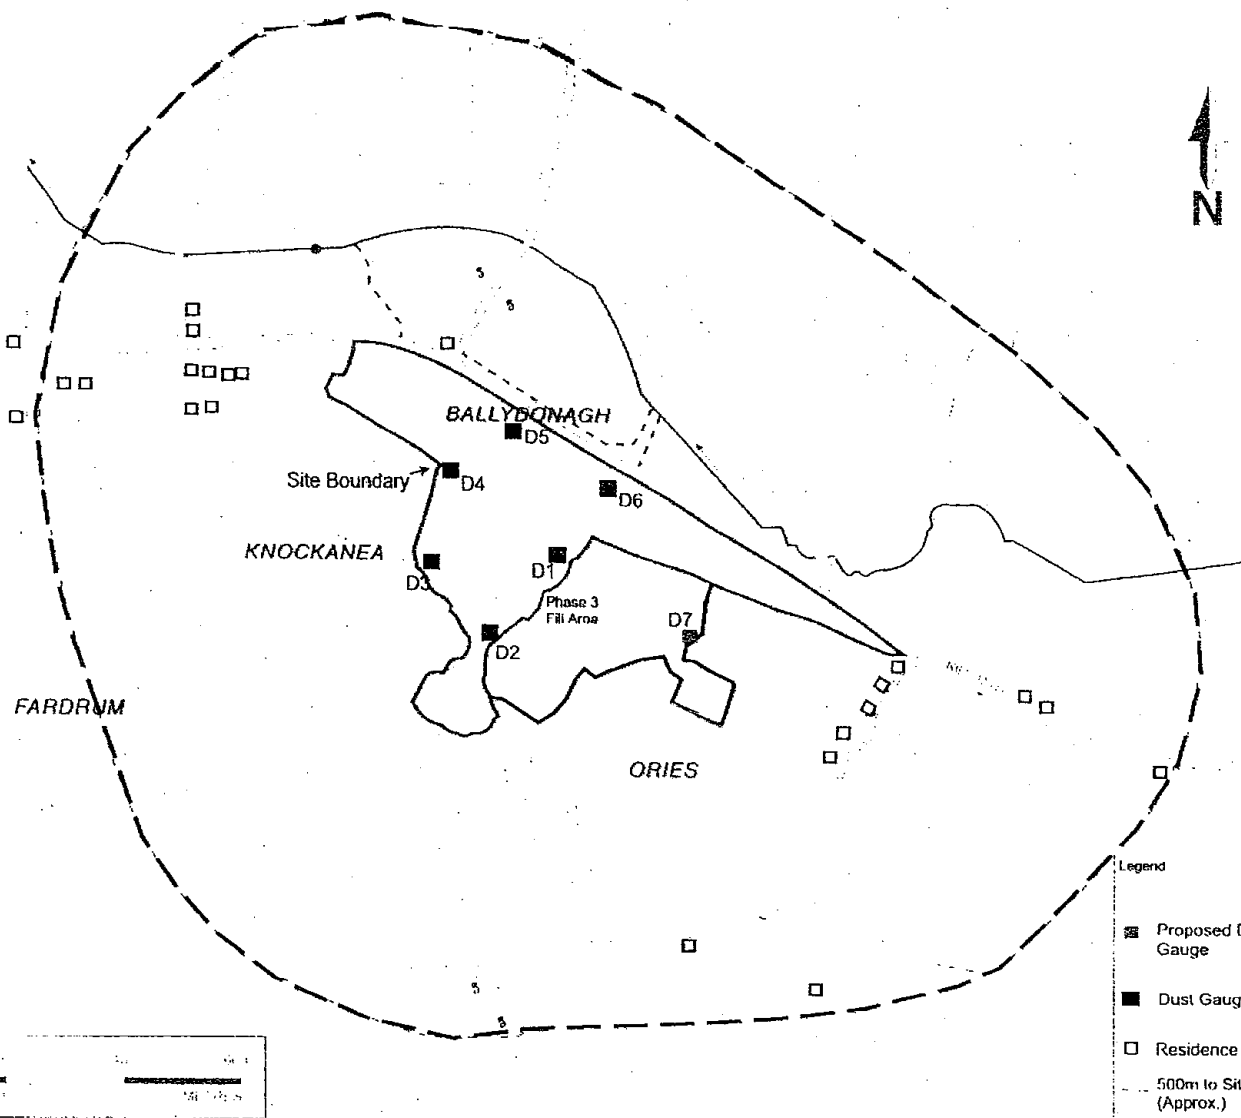 N
BALLYDONAGH
D5
Site Boundary
D4
D6
KNOCKANEA
D3
D1
Phase 3
Fill Area
D7
D2
FARDRUM
ORIES
Legend
Proposed D
Gauge
Dust Gaug
Residence
500m to Sit
(Approx.)